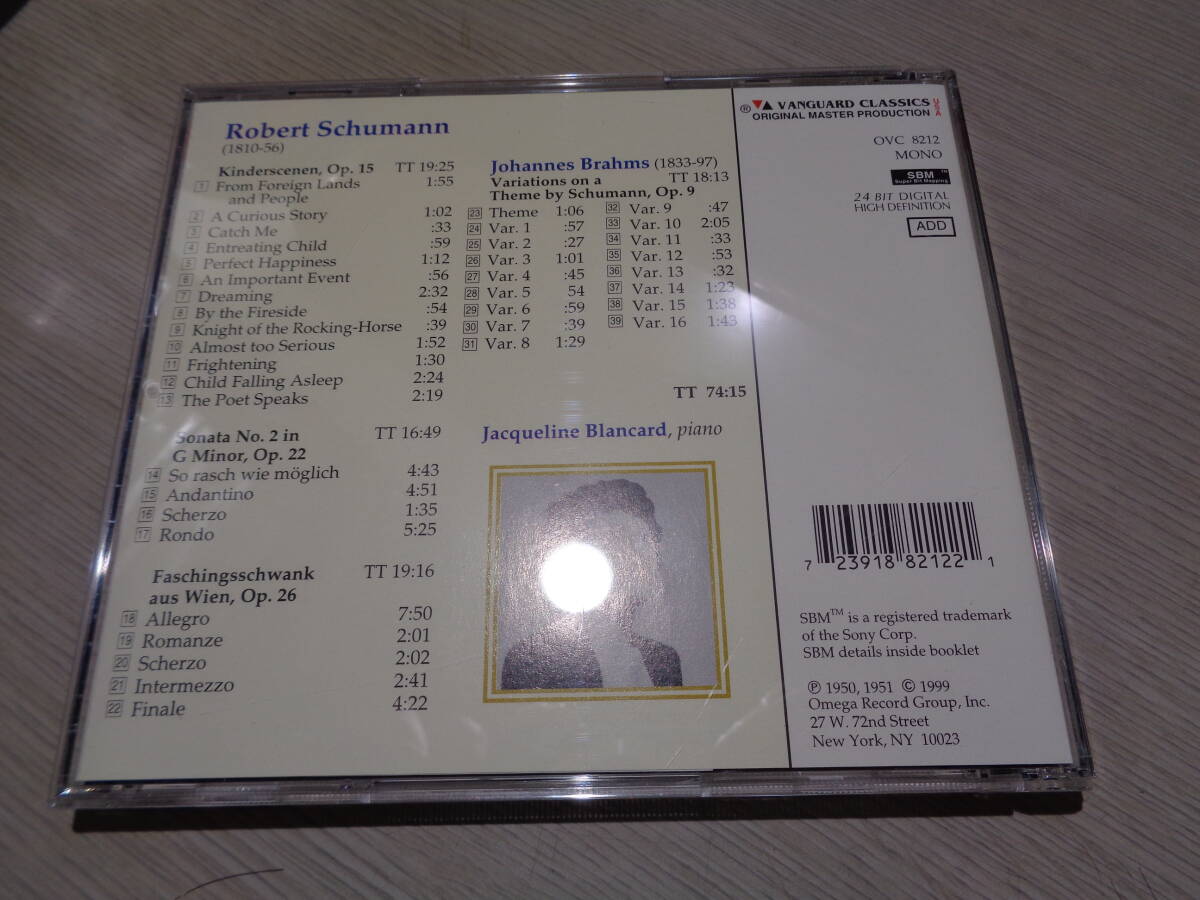 Robert Schumann
(1810-56)
Kinderscenen, Op. 15 TT 19:25
1 From Foreign Lands 1:55
and People
2 A Curious Story 1:02
3 Catch Me :33
4 Entreating Child :59
5 Perfect Happiness 1:12
6 An Important Event :56
7 Dreaming 2:32
8 By the Fireside :54
9 Knight of the Rocking-Horse :39
10 Almost too Serious 1:52
11 Frightening 1:30
12 Child Falling Asleep 2:24
13 The Poet Speaks 2:19
Sonata No. 2 in TT 16:49
G Minor, Op. 22
14 So rasch wie möglich 4:43
15 Andantino 4:51
16 Scherzo 1:35
17 Rondo 5:25
Faschingsschwank TT 19:16
aus Wien, Op. 26
18 Allegro 7:50
19 Romanze 2:01
20 Scherzo 2:02
21 Intermezzo 2:41
22 Finale 4:22
Johannes Brahms (1833-97)
Variations on a TT 18:13
Theme by Schumann, Op. 9
23 Theme 1:06
24 Var. 1 :57
25 Var. 2 :27
26 Var. 3 1:01
27 Var. 4 :45
28 Var. 5 54
29 Var. 6 :59
30 Var. 7 :39
31 Var. 8 1:29
32 Var. 9 :47
33 Var. 10 2:05
34 Var. 11 :33
35 Var. 12 :53
36 Var. 13 :32
37 Var. 14 1:23
38 Var. 15 1:38
39 Var. 16 1:43
TT 74:15
Jacqueline Blancard, piano
® VANGUARD CLASSICS USA
ORIGINAL MASTER PRODUCTION
OVC 8212
MONO
SBM™
Super Bit Mapping
24 BIT DIGITAL
HIGH DEFINITION
ADD
7 23918 82122 1
SBM™ is a registered trademark
of the Sony Corp.
SBM details inside booklet
℗ 1950, 1951 © 1999
Omega Record Group, Inc.
27 W. 72nd Street
New York, NY 10023